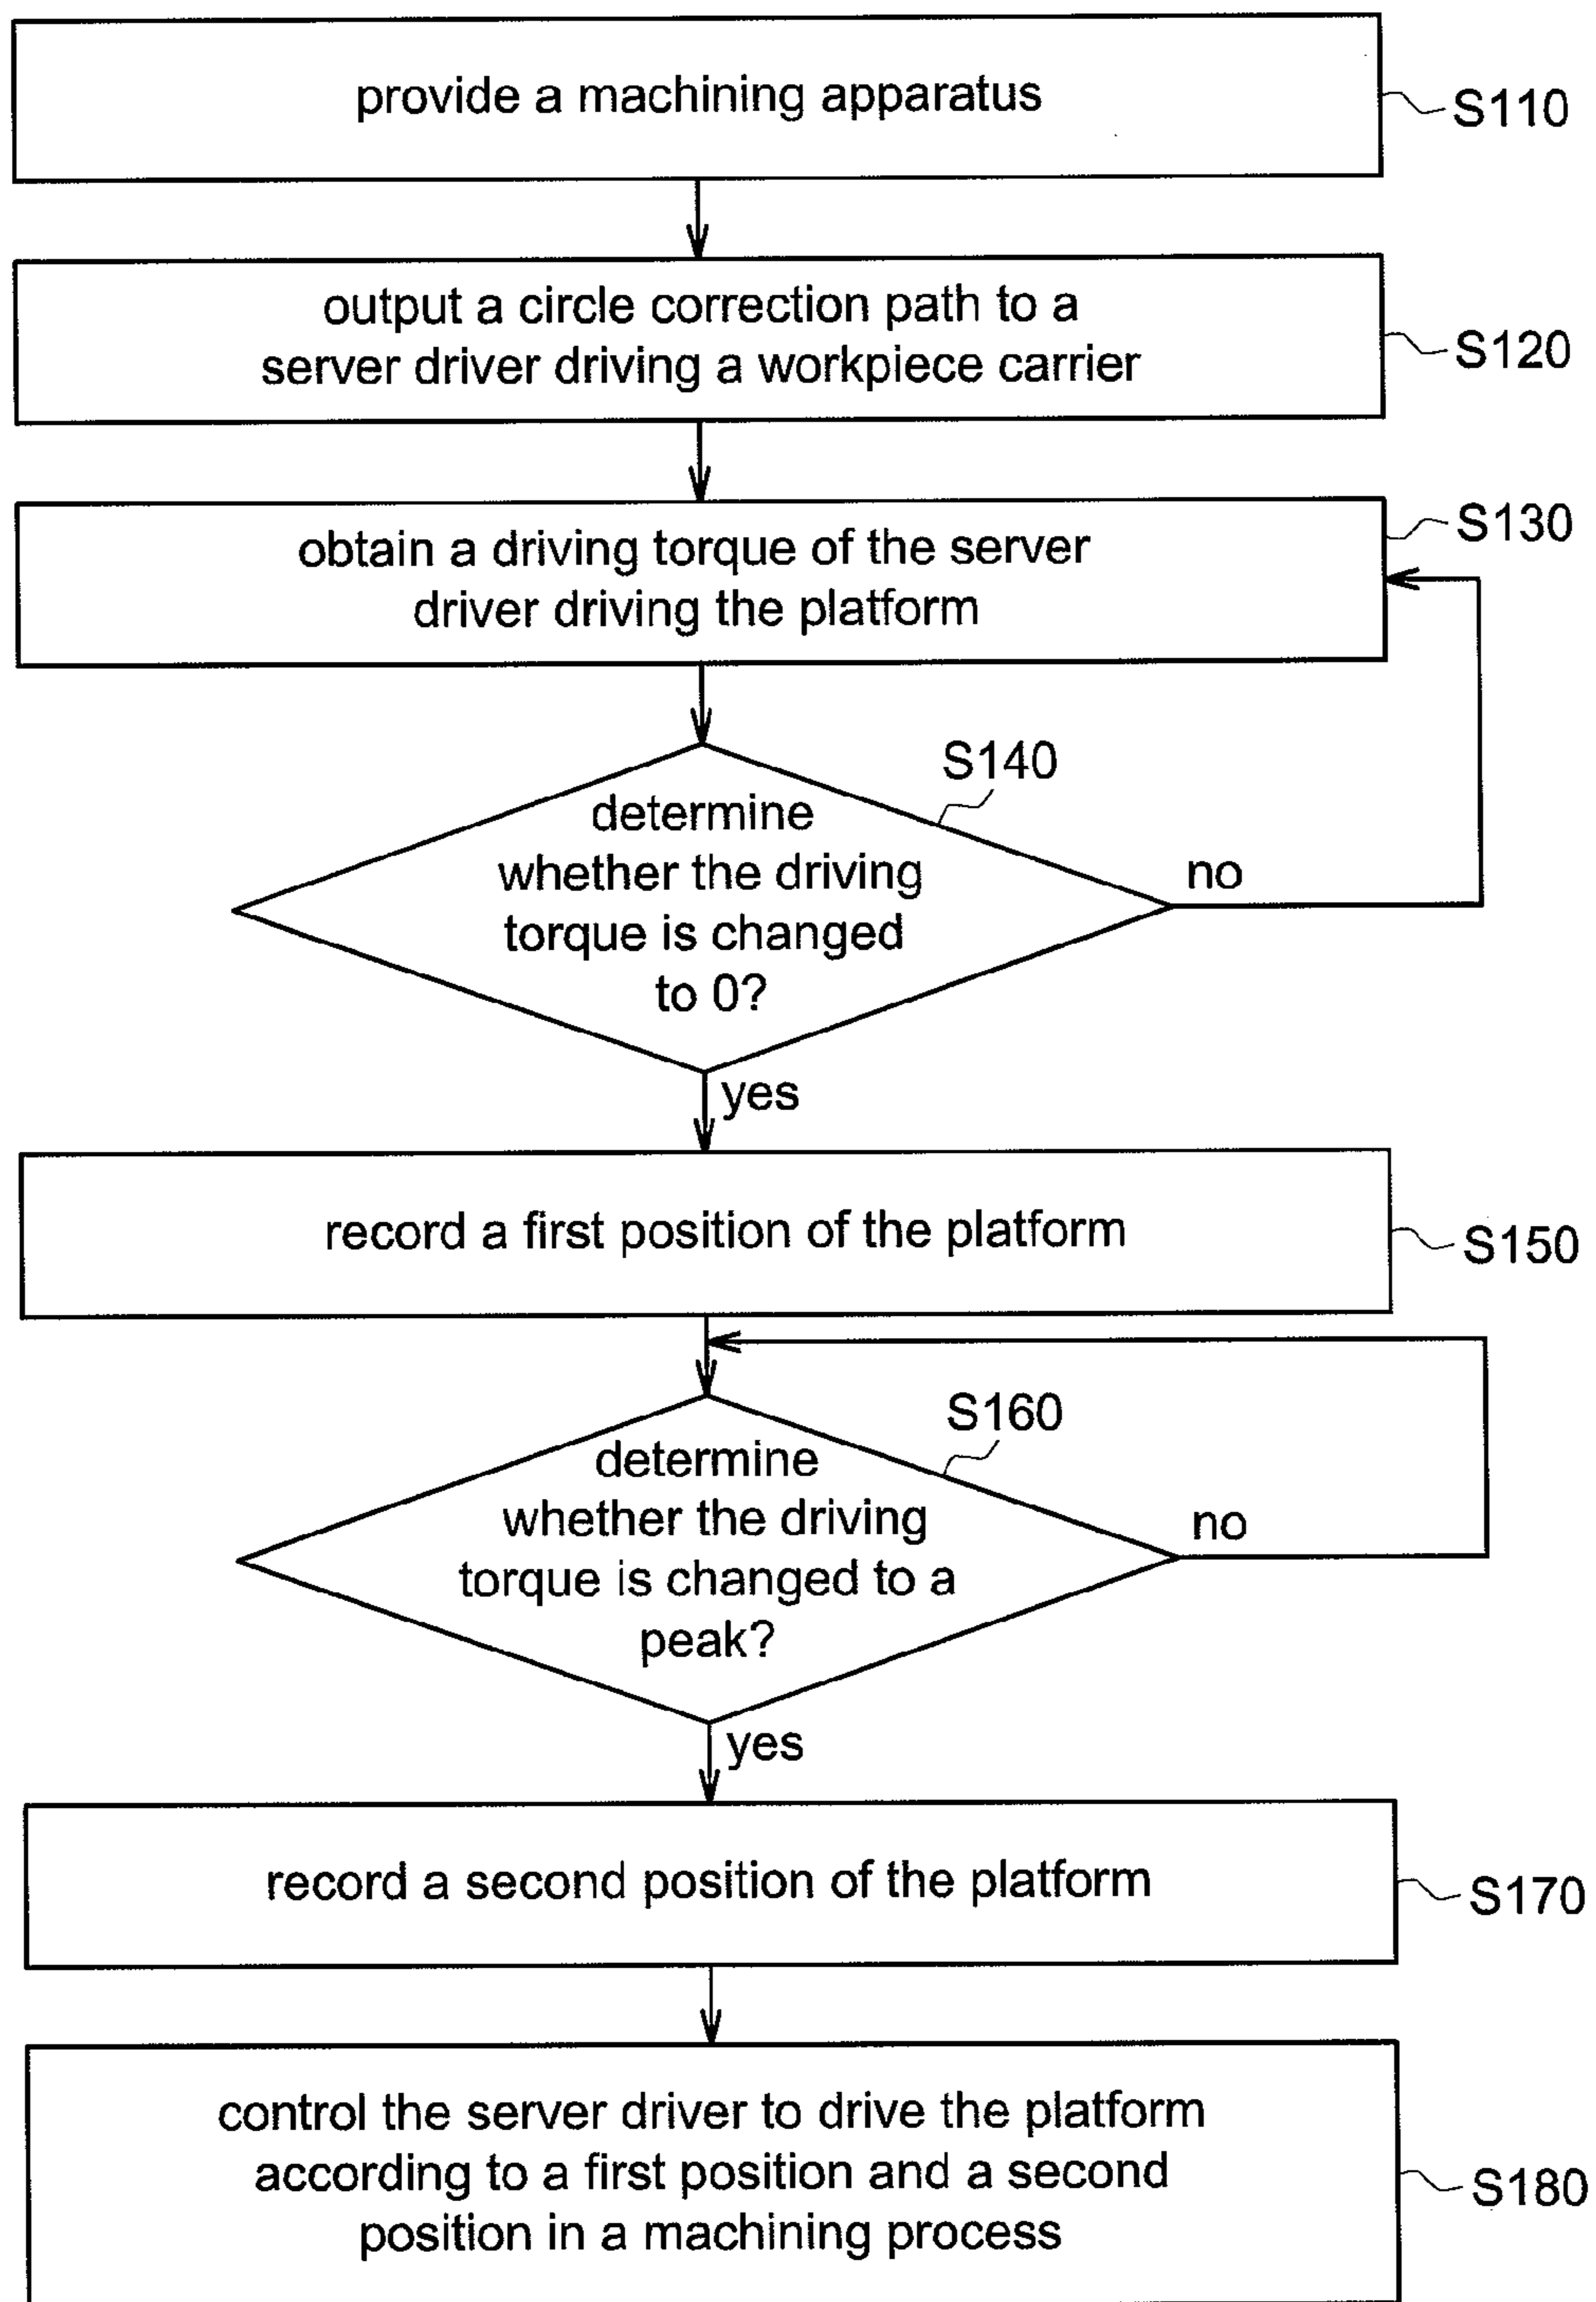 provide a machining apparatus
S110
output a circle correction path to a
server driver driving a workpiece carrier
S120
obtain a driving torque of the server
driver driving the platform
S130
S140
determine
whether the driving
torque is changed
to 0?
no
yes
record a first position of the platform
S150
S160
determine
whether the driving
torque is changed to a
peak?
no
yes
record a second position of the platform
S170
control the server driver to drive the platform
according to a first position and a second
position in a machining process
S180